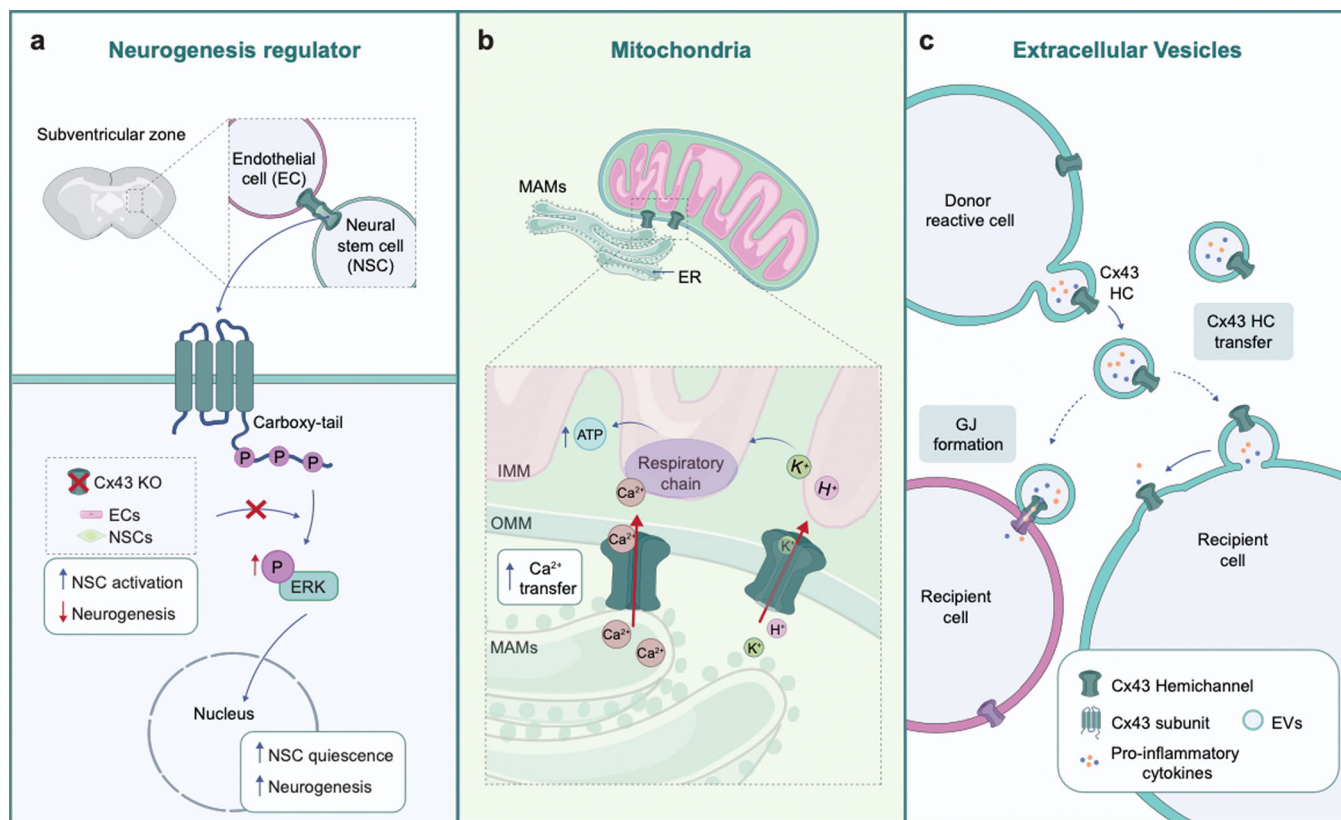 a
Neurogenesis regulator
Subventricular zone
Endothelial
cell (EC)
Neural
stem cell
(NSC)
Carboxy-tail
P
P
P
Cx43 KO
ECs
NSCs
NSC activation
Neurogenesis
P
ERK
Nucleus
NSC quiescence
Neurogenesis
b
Mitochondria
MAMs
ER
ATP
Respiratory
chain
K⁺
H⁺
IMM
Ca²⁺
OMM
Ca²⁺
K⁺
Ca²⁺
transfer
MAMs
Ca²⁺
Ca²⁺
H⁺
K⁺
c
Extracellular Vesicles
Donor
reactive cell
Cx43
HC
Cx43 HC
transfer
GJ
formation
Recipient
cell
Recipient
cell
Cx43 Hemichannel
Cx43 subunit
EVs
Pro-inflammatory
cytokines